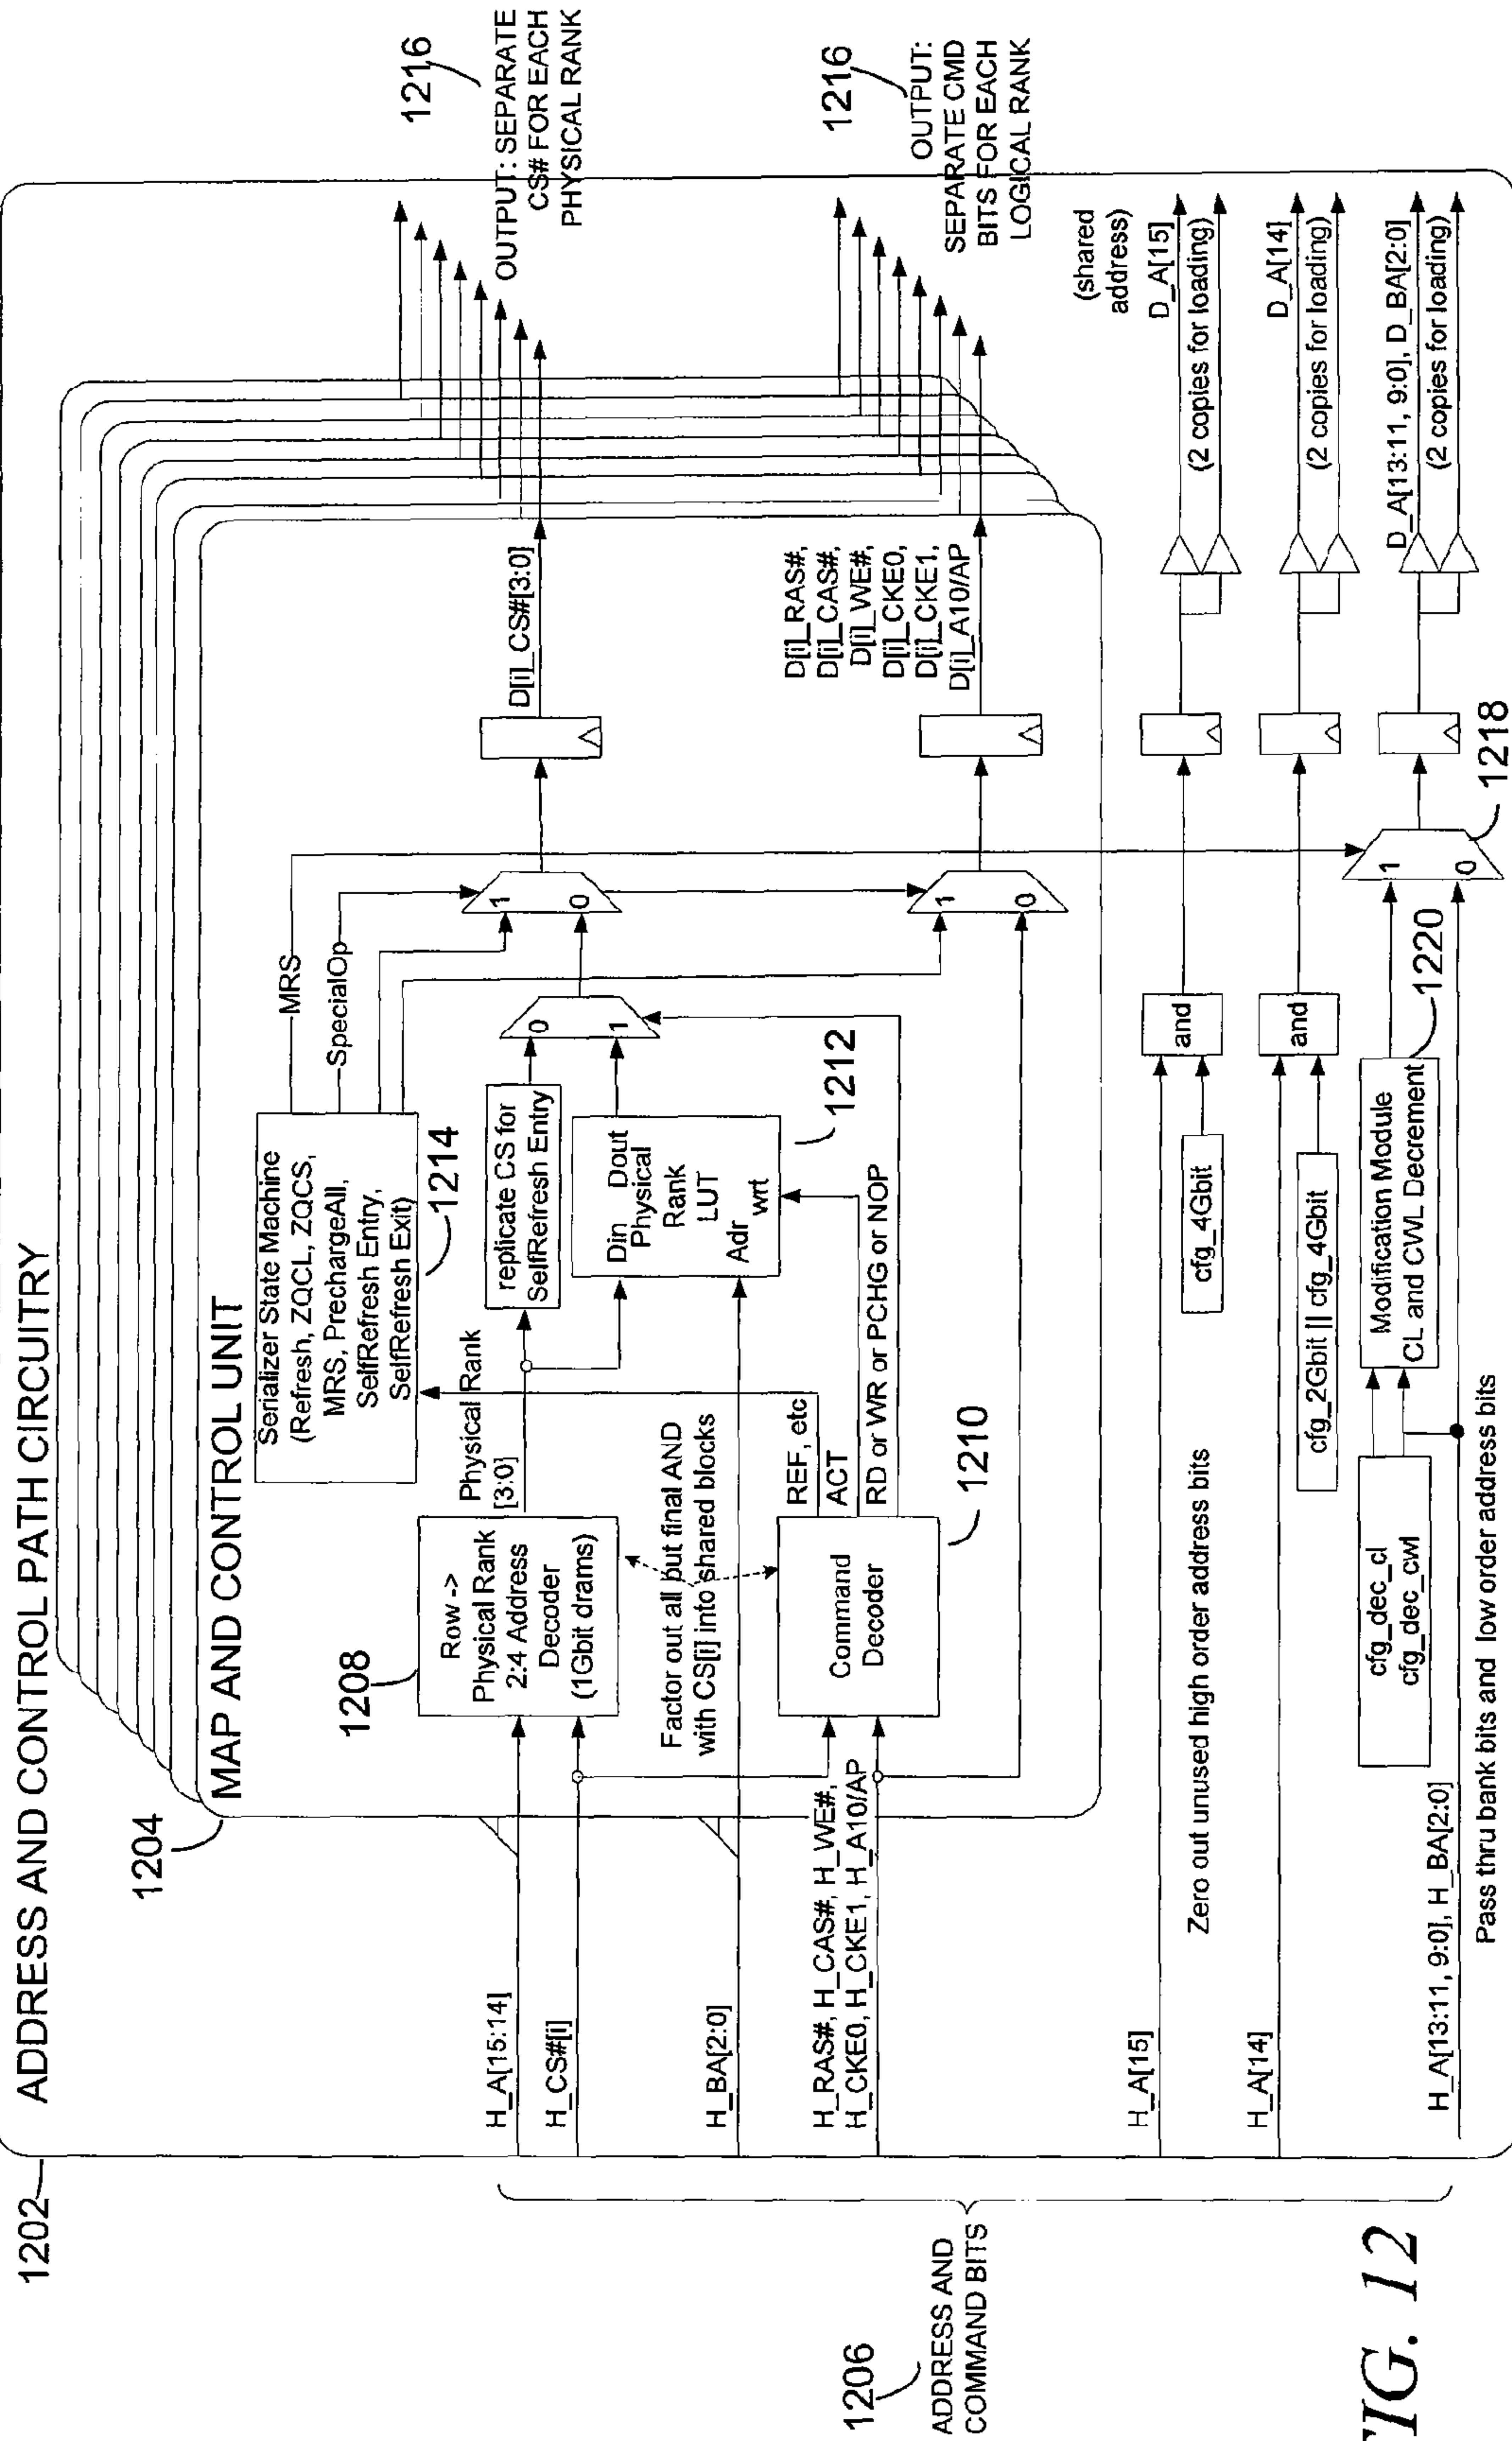 1202
ADDRESS AND CONTROL PATH CIRCUITRY
1204
MAP AND CONTROL UNIT
1206
ADDRESS AND
COMMAND BITS
H_A[15:14]
H_CS#[i]
H_BA[2:0]
H_RAS#, H_CAS#, H_WE#,
H_CKE0, H_CKE1, H_A10/AP
H_A[15]
H_A[14]
H_A[13:11, 9:0], H_BA[2:0]
1208
Row ->
Physical Rank
2:4 Address
Decoder
(1Gbit drams)
Factor out all but final AND
with CS[i] into shared blocks
Command
Decoder
1210
Physical Rank
[3:0]
REF, etc
ACT
RD or WR or PCHG or NOP
Serializer State Machine
(Refresh, ZQCL, ZQCS,
MRS, PrechargeAll,
SelfRefresh Entry,
SelfRefresh Exit)
1214
replicate CS for
SelfRefresh Entry
Din Dout
Physical
Rank
LUT
Adr
wrt
1212
MRS
SpecialOp
0
1
1
0
1
0
D[i]_CS#[3:0]
D[i]_RAS#,
D[i]_CAS#,
D[i]_WE#,
D[i]_CKE0,
D[i]_CKE1,
D[i]_A10/AP
1216
OUTPUT: SEPARATE
CS# FOR EACH
PHYSICAL RANK
1216
OUTPUT:
SEPARATE CMD
BITS FOR EACH
LOGICAL RANK
Zero out unused high order address bits
cfg_4Gbit
and
(shared
address)
D_A[15]
(2 copies for loading)
cfg_2Gbit || cfg_4Gbit
and
D_A[14]
(2 copies for loading)
cfg_dec_cl
cfg_dec_cwl
Modification Module
CL and CWL Decrement
1220
1
0
1218
D_A[13:11, 9:0], D_BA[2:0]
(2 copies for loading)
Pass thru bank bits and low order address bits
FIG. 12